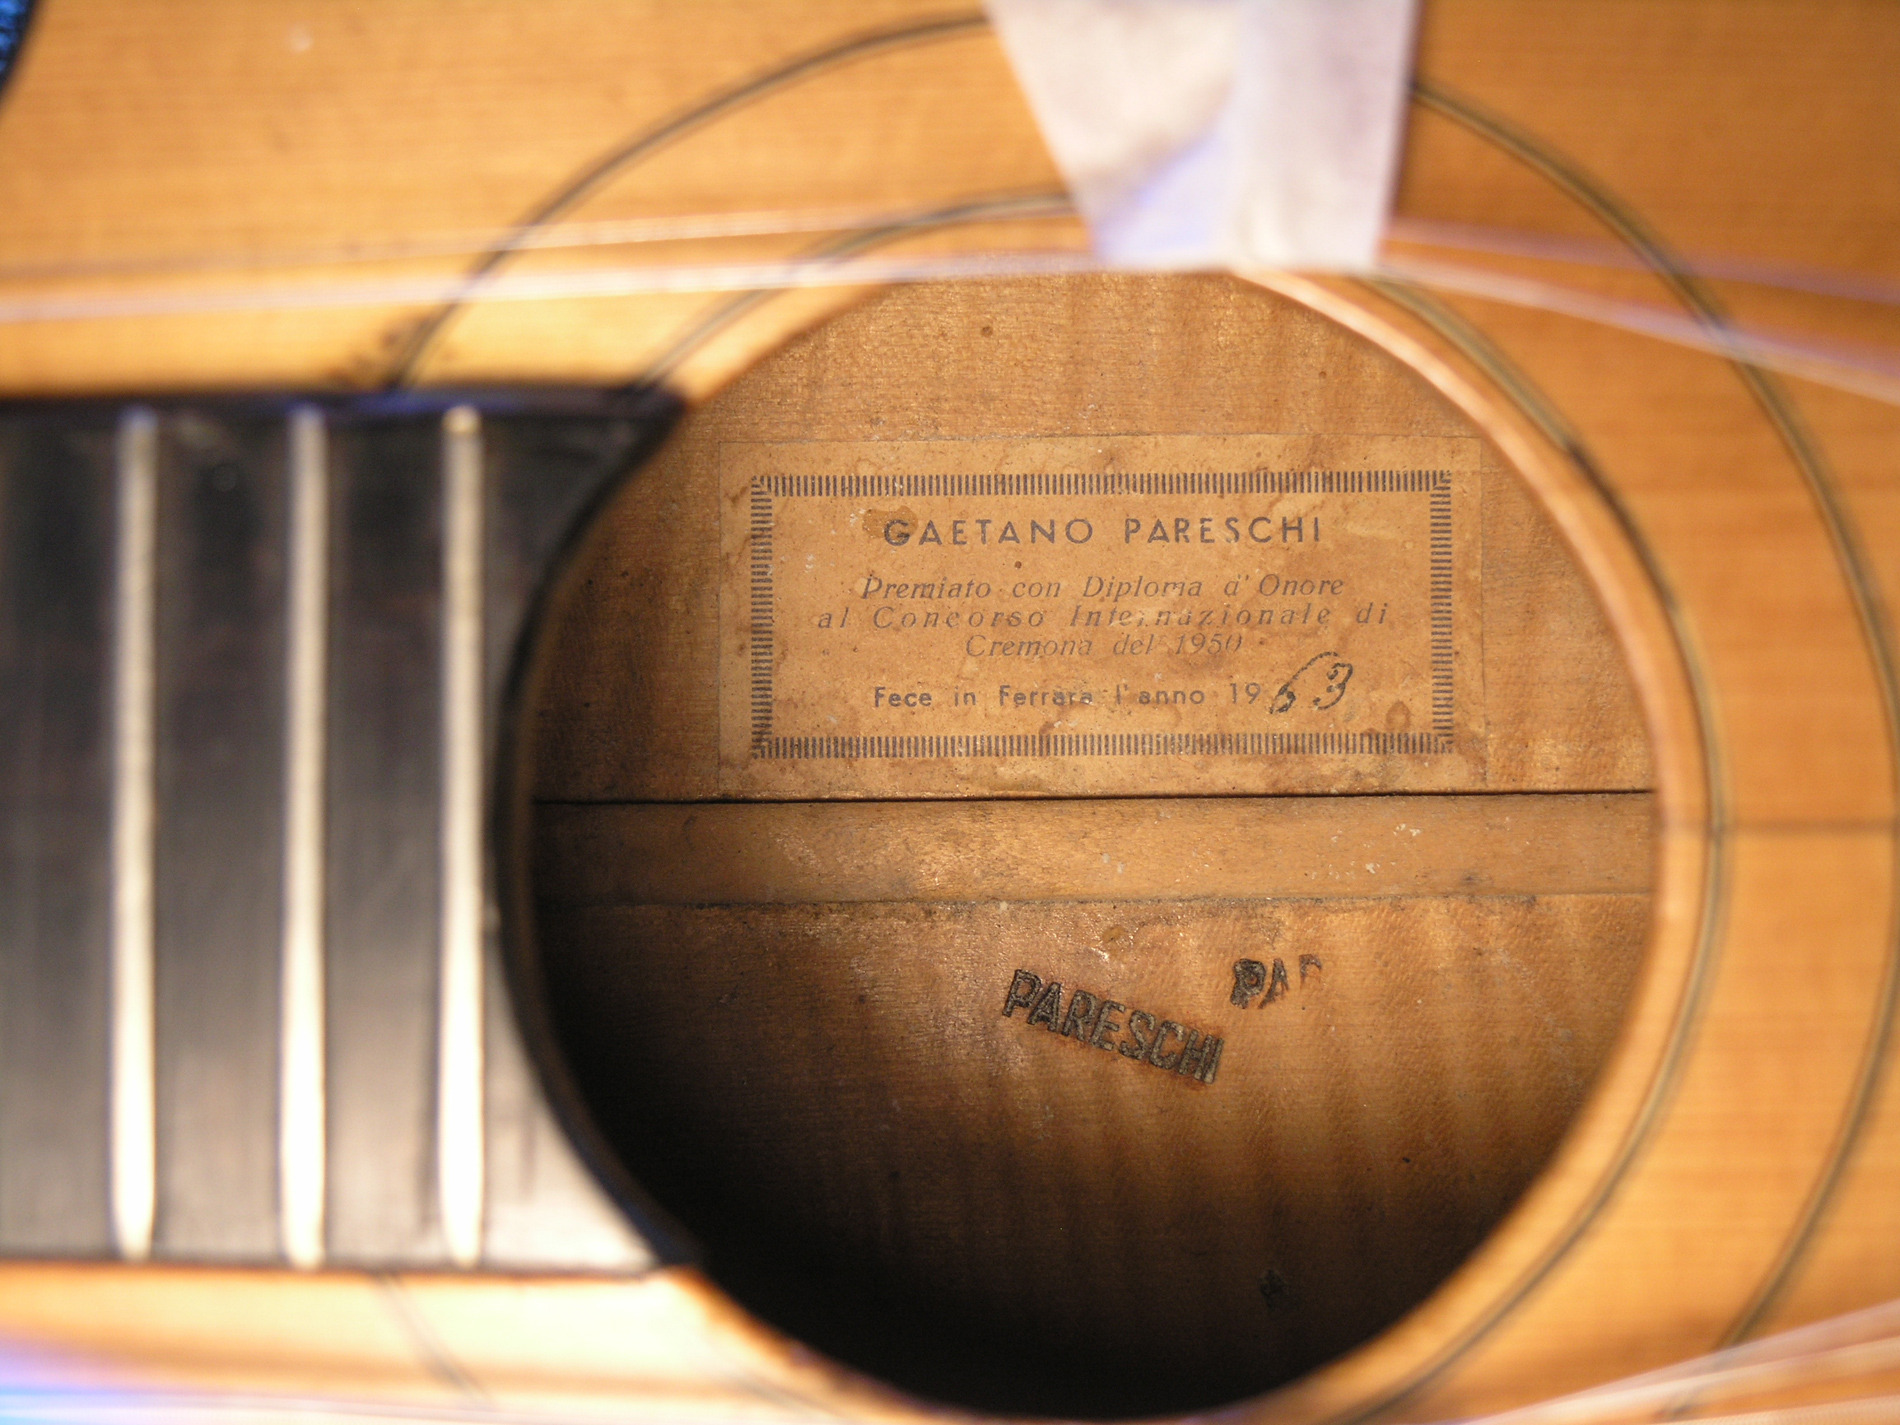 GAETANO PARESCHI
Premiato con Diploma d'Onore
al Concorso Internazionale di
Cremona del 1950
Fece in Ferrara l'anno 1963
PAR
PARESCHI